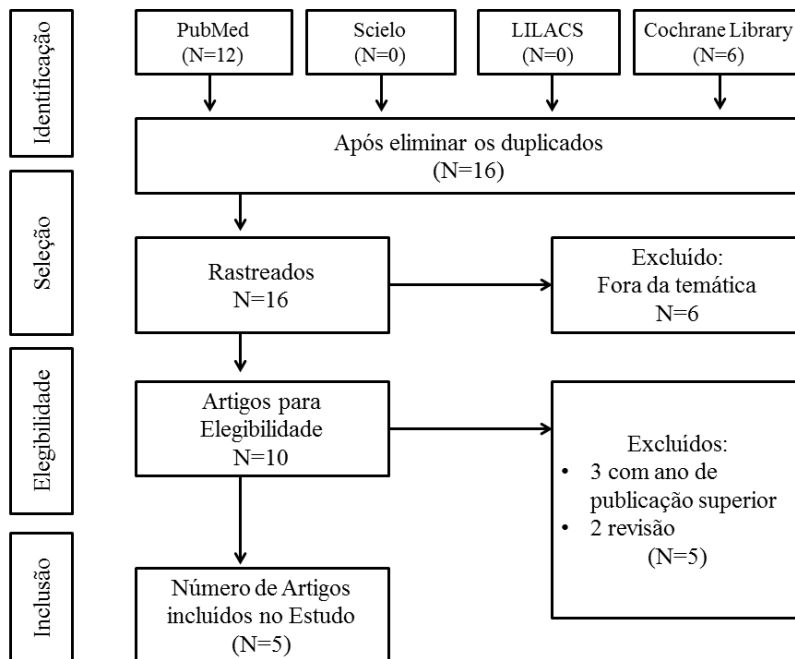 Identificação
PubMed
(N=12)
Scielo
(N=0)
LILACS
(N=0)
Cochrane Library
(N=6)
Após eliminar os duplicados
(N=16)
Seleção
Rastreados
N=16
Excluído:
Fora da temática
N=6
Elegibilidade
Artigos para
Elegibilidade
N=10
Excluídos:
• 3 com ano de
publicação superior
• 2 revisão
(N=5)
Inclusão
Número de Artigos
incluídos no Estudo
(N=5)